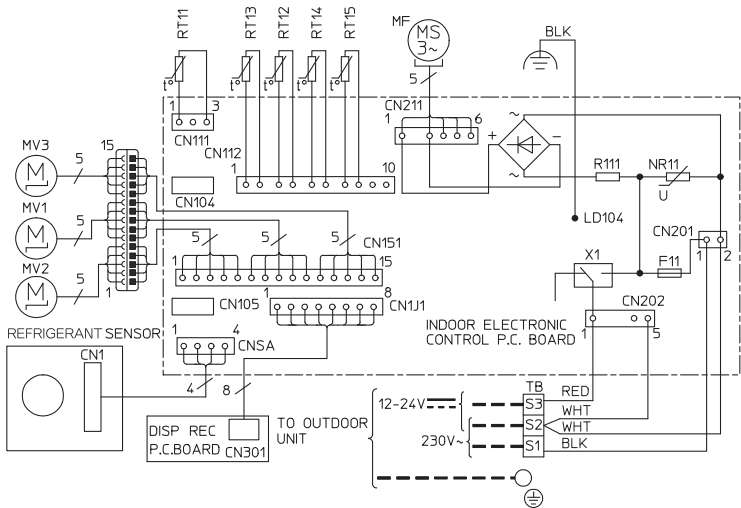 RT11
RT13
RT12
RT14
RT15
MF
MS
3~
BLK
5
t°
t°
t°
t°
t°
1
3
CN111
CN211
1
6
~
+
−
~
R111
NR11
U
MV3
15
5
M
CN112
1
10
CN104
MV1
5
M
LD104
CN201
1
2
5
5
5
CN151
1
15
X1
F11
MV2
5
M
1
CN105
1
8
CN1J1
CN202
1
5
INDOOR ELECTRONIC
CONTROL P.C. BOARD
REFRIGERANT SENSOR
CN1
1
4
CNSA
4
8
DISP REC
P.C.BOARD
CN301
TO OUTDOOR
UNIT
12-24V
230V~
TB
S3
S2
S1
RED
WHT
WHT
BLK